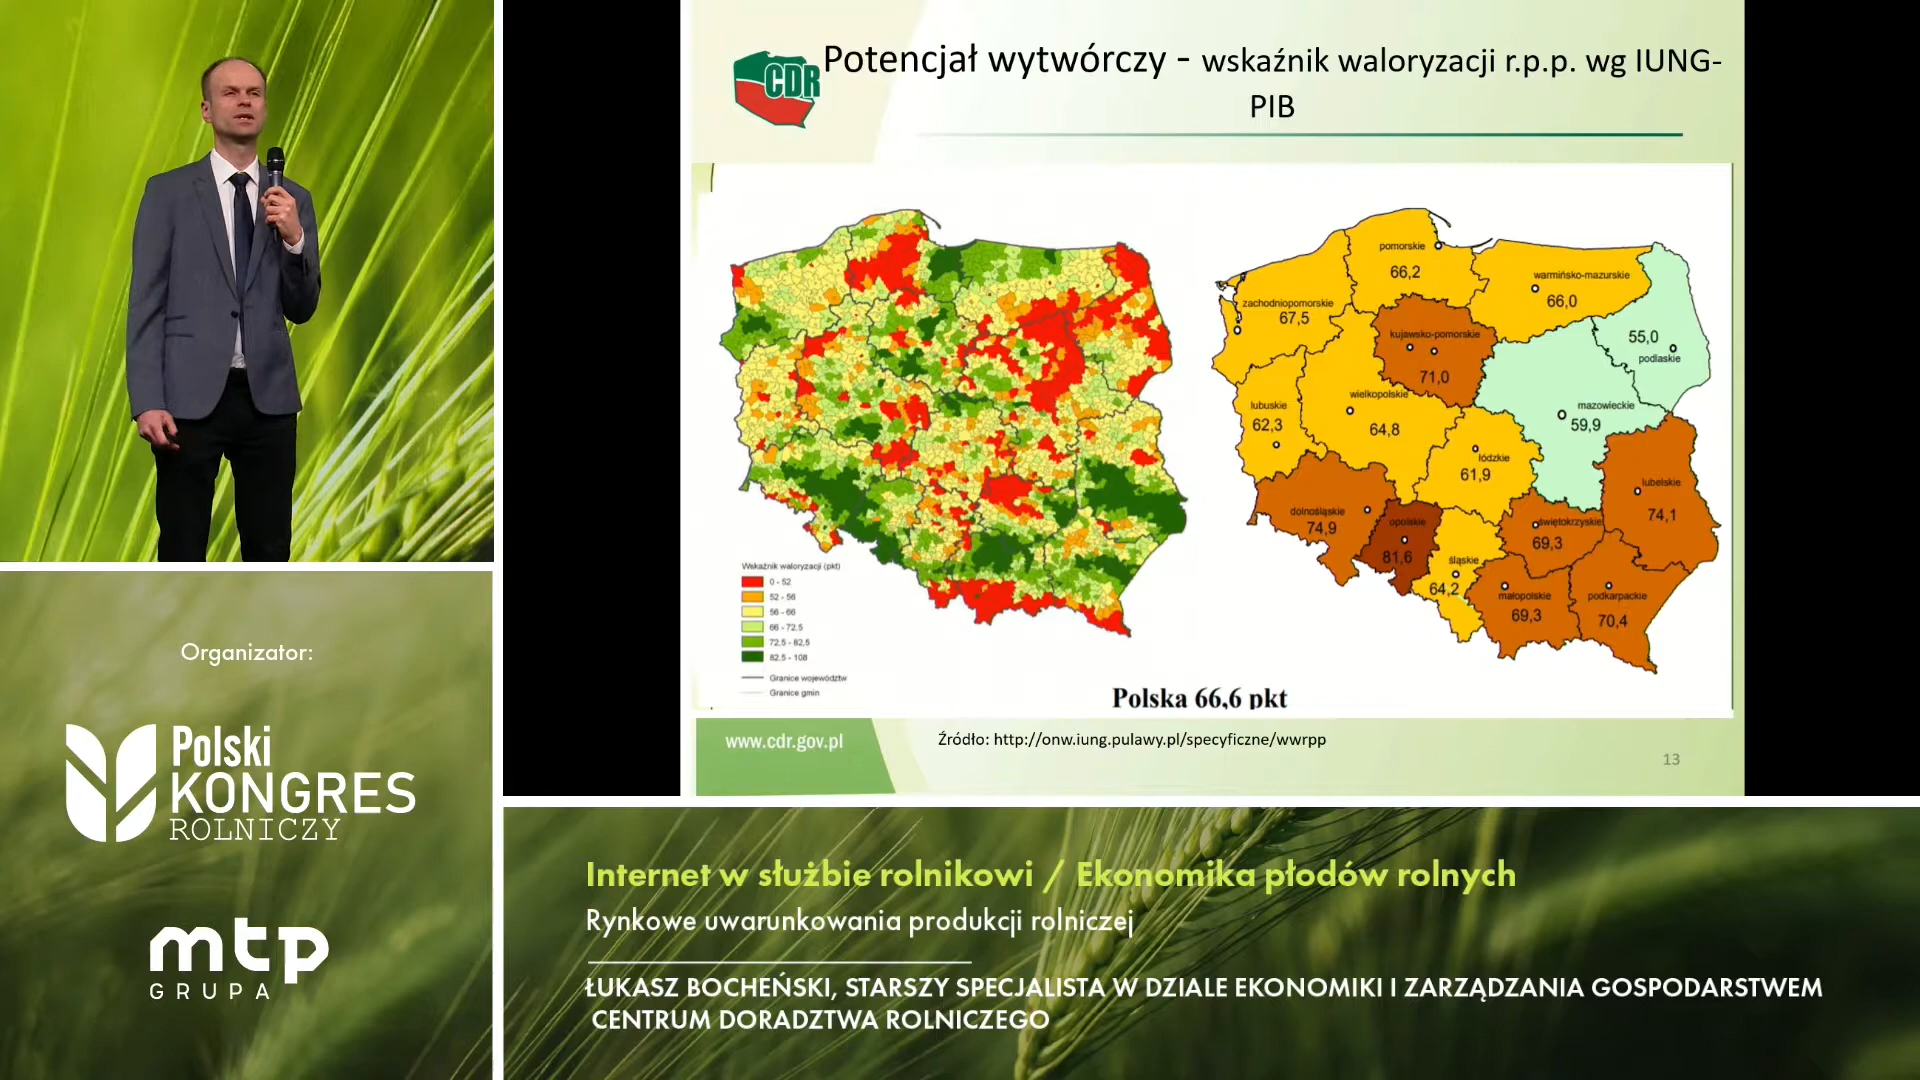 CDR
Potencjał wytwórczy - wskaźnik waloryzacji r.p.p. wg IUNG-
PIB
Wskaźnik waloryzacji (pkt)
0 - 52
52 - 56
56 - 66
66 - 72,5
72,5 - 82,5
82,5 - 108
Granice województw
Granice gmin
pomorskie
66,2
warmińsko-mazurskie
66,0
zachodniopomorskie
67,5
kujawsko-pomorskie
71,0
55,0
podlaskie
wielkopolskie
64,8
lubuskie
62,3
mazowieckie
59,9
łódzkie
61,9
lubelskie
74,1
dolnośląskie
74,9
opolskie
81,6
świętokrzyskie
69,3
śląskie
64,2
małopolskie
69,3
podkarpackie
70,4
Polska 66,6 pkt
www.cdr.gov.pl
Źródło: http://onw.iung.pulawy.pl/specyficzne/wwrpp
13
Organizator:
Polski
KONGRES
ROLNICZY
mtp
GRUPA
Internet w służbie rolnikowi / Ekonomika płodów rolnych
Rynkowe uwarunkowania produkcji rolniczej
ŁUKASZ BOCHEŃSKI, STARSZY SPECJALISTA W DZIALE EKONOMIKI I ZARZĄDZANIA GOSPODARSTWEM
CENTRUM DORADZTWA ROLNICZEGO